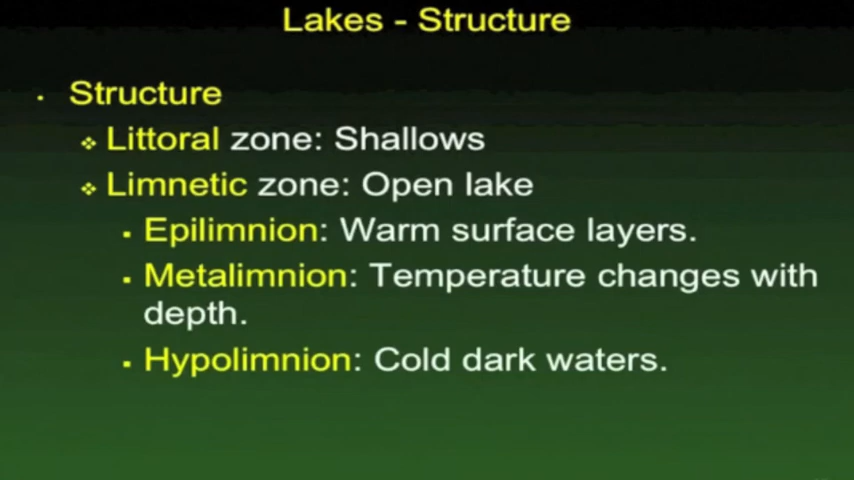 Lakes - Structure
Structure
Littoral zone: Shallows
Limnetic zone: Open lake
Epilimnion: Warm surface layers.
Metalimnion: Temperature changes with
depth.
Hypolimnion: Cold dark waters.